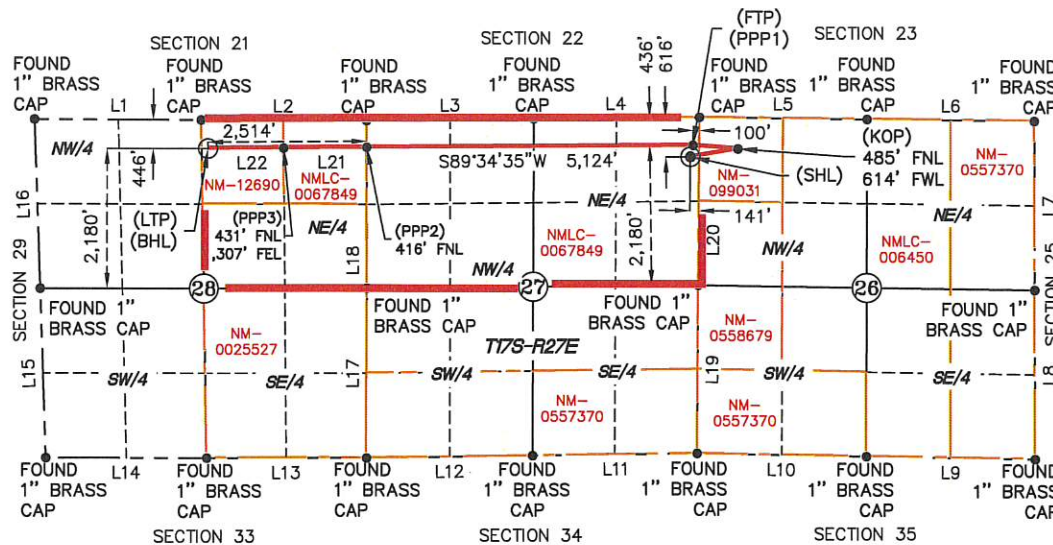 (FTP)
(PPP1)
SECTION 21
SECTION 22
SECTION 23
436'
616'
FOUND
1" BRASS
CAP
FOUND
1" BRASS
CAP
FOUND
1" BRASS
CAP
FOUND
1" BRASS
CAP
FOUND
1" BRASS
CAP
FOUND
1" BRASS
CAP
FOUND
1" BRASS
CAP
L1
L2
L3
L4
L5
L6
NW/4
446'
2,514'
L22
L21
S89°34'35"W
5,124'
100'
(KOP)
485' FNL
614' FWL
(SHL)
NM-
0557370
NM-12690
NMLC-
0067849
NM-
099031
L16
2,180'
(LTP)
(BHL)
(PPP3)
431' FNL
,307' FEL
NE/4
L18
(PPP2)
416' FNL
NW/4
NMLC-
0067849
NE/4
2,180'
141'
L20
NW/4
NMLC-
006450
NE/4
L7
SECTION 29
28
27
26
SECTION 25
FOUND 1"
BRASS CAP
FOUND 1"
BRASS CAP
FOUND 1"
BRASS CAP
FOUND 1"
BRASS CAP
NM-
0025527
T17S-R27E
NM-
0558679
L15
SW/4
SE/4
L17
SW/4
SE/4
L19
SW/4
SE/4
L8
NM-
0557370
NM-
0557370
FOUND
1" BRASS
CAP
L14
FOUND
1" BRASS
CAP
L13
FOUND
1" BRASS
CAP
L12
FOUND
1" BRASS
CAP
L11
FOUND
1" BRASS
CAP
L10
FOUND
1" BRASS
CAP
L9
FOUND
1" BRASS
CAP
SECTION 33
SECTION 34
SECTION 35